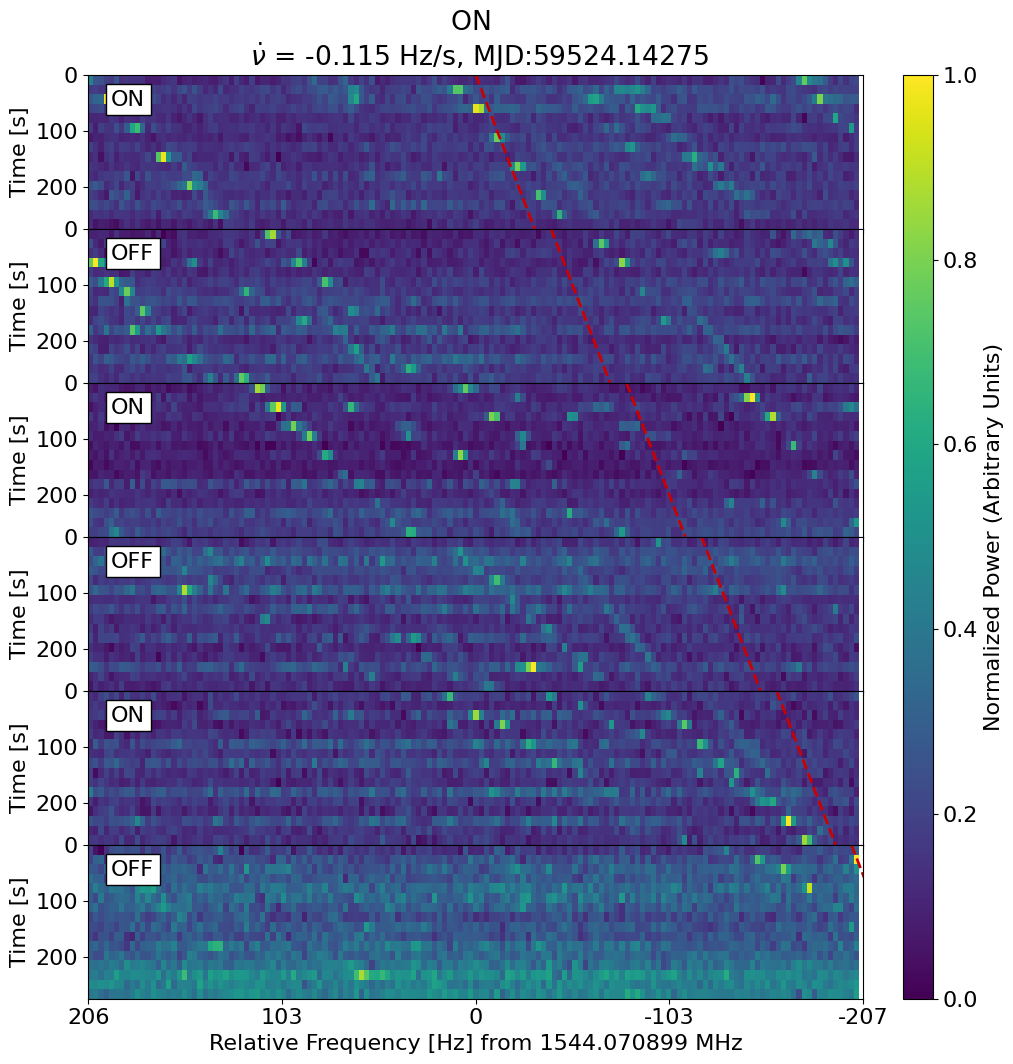 ON
ν̇ = -0.115 Hz/s, MJD:59524.14275
0
ON
100
200
Time [s]
0
OFF
100
200
Time [s]
0
ON
100
200
Time [s]
0
OFF
100
200
Time [s]
0
ON
100
200
Time [s]
0
OFF
100
200
Time [s]
206 103 0 -103 -207
Relative Frequency [Hz] from 1544.070899 MHz
1.0
0.8
0.6
0.4
0.2
0.0
Normalized Power (Arbitrary Units)